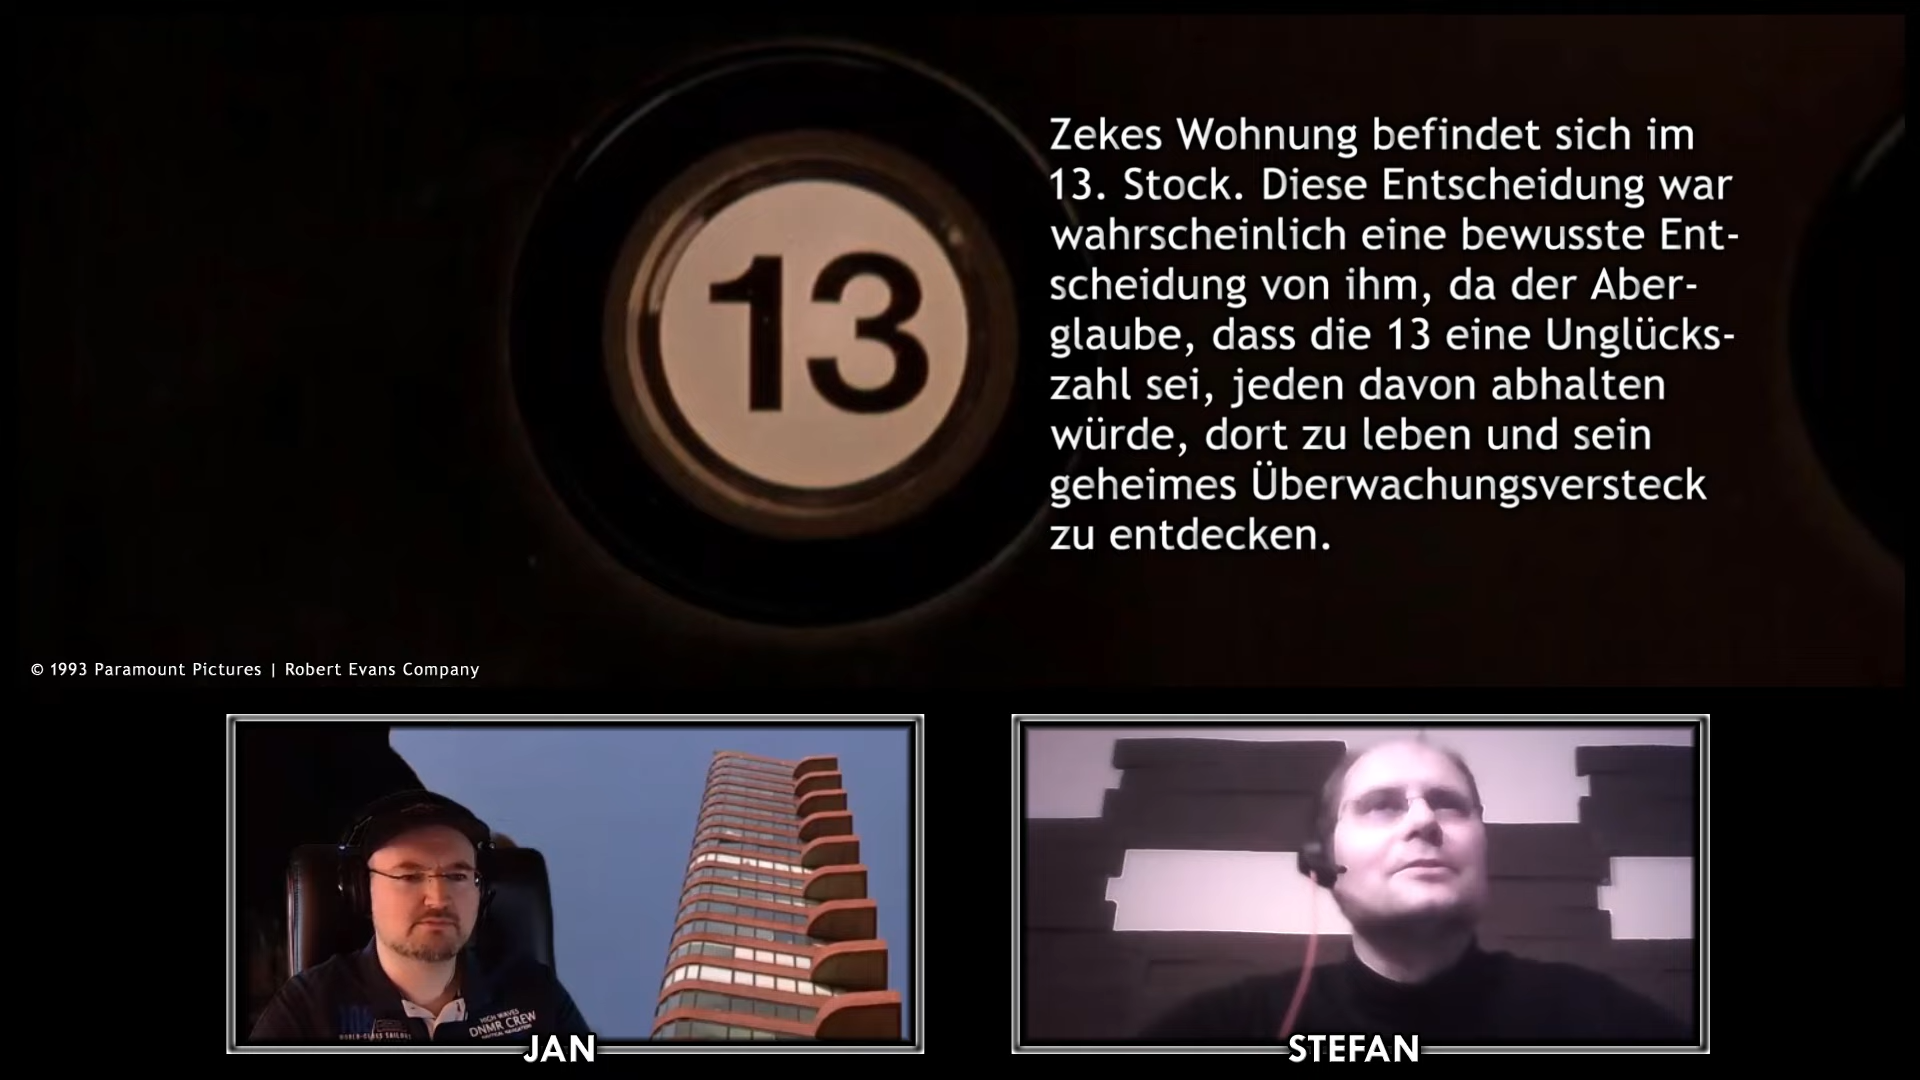 13
Zekes Wohnung befindet sich im
13. Stock. Diese Entscheidung war
wahrscheinlich eine bewusste Ent-
scheidung von ihm, da der Aber-
glaube, dass die 13 eine Unglücks-
zahl sei, jeden davon abhalten
würde, dort zu leben und sein
geheimes Überwachungsversteck
zu entdecken.
© 1993 Paramount Pictures | Robert Evans Company
HIGH WAVES
DNMR CREW
JAN
STEFAN